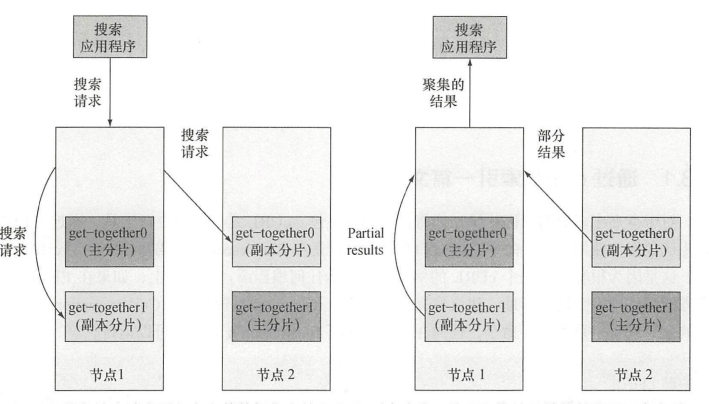 搜索
应用程序
搜索
请求
搜索
请求
搜索
请求
get-together0
(主分片)
get-together1
(副本分片)
节点1
get-together0
(副本分片)
get-together1
(主分片)
节点 2
搜索
应用程序
聚集的
结果
部分
结果
Partial
results
get-together0
(主分片)
get-together1
(副本分片)
节点 1
get-together0
(副本分片)
get-together1
(主分片)
节点 2